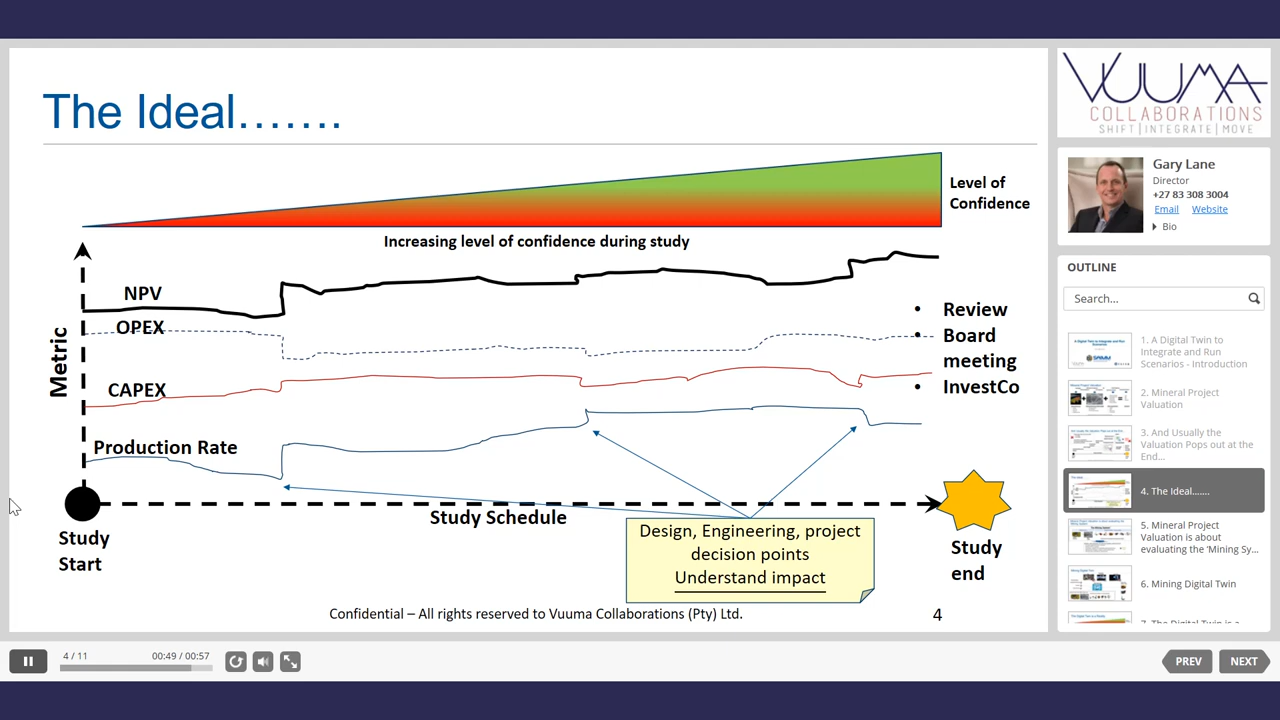 The Ideal…….
Level of
Confidence
Increasing level of confidence during study
NPV
OPEX
Metric
CAPEX
Production Rate
• Review
• Board
meeting
• InvestCo
Study Schedule
Study
Start
Design, Engineering, project
decision points
Understand impact
Study
end
Confidential – All rights reserved to Vuuma Collaborations (Pty) Ltd.
4
VUUMA
COLLABORATIONS
SHIFT|INTEGRATE|MOVE
Gary Lane
Director
+27 83 308 3004
Email Website
Bio
OUTLINE
Search...
1. A Digital Twin to
Integrate and Run
Scenarios - Introduction
2. Mineral Project
Valuation
3. And Usually the
Valuation Pops out at the
End...
4. The Ideal…….
5. Mineral Project
Valuation is about
evaluating the ‘Mining Sy...
6. Mining Digital Twin
7. The Digital Twin is a
4 / 11
00:49 / 00:57
PREV
NEXT